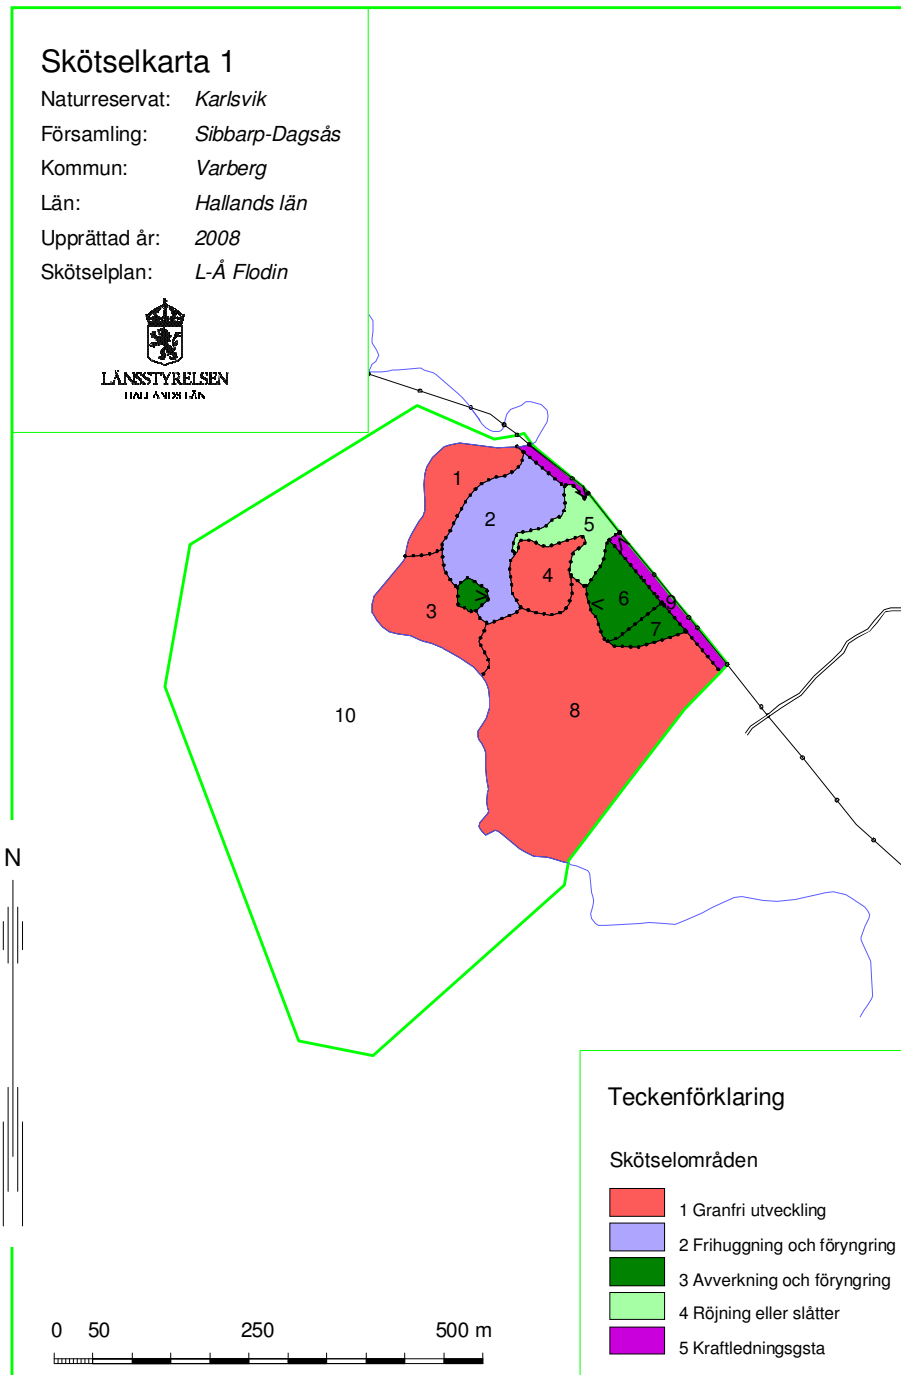 Skötselkarta 1
Naturreservat: Karlsvik
Församling: Sibbarp-Dagsås
Kommun: Varberg
Län: Hallands län
Upprättad år: 2008
Skötselplan: L-Å Flodin
LÄNSSTYRELSEN
HALLANDS LÄN
1
2
5
4
3
6
9
7
8
10
N
Teckenförklaring
Skötselområden
1 Granfri utveckling
2 Frihuggning och föryngring
3 Avverkning och föryngring
4 Röjning eller slåtter
5 Kraftledningsgsta
0 50 250 500 m